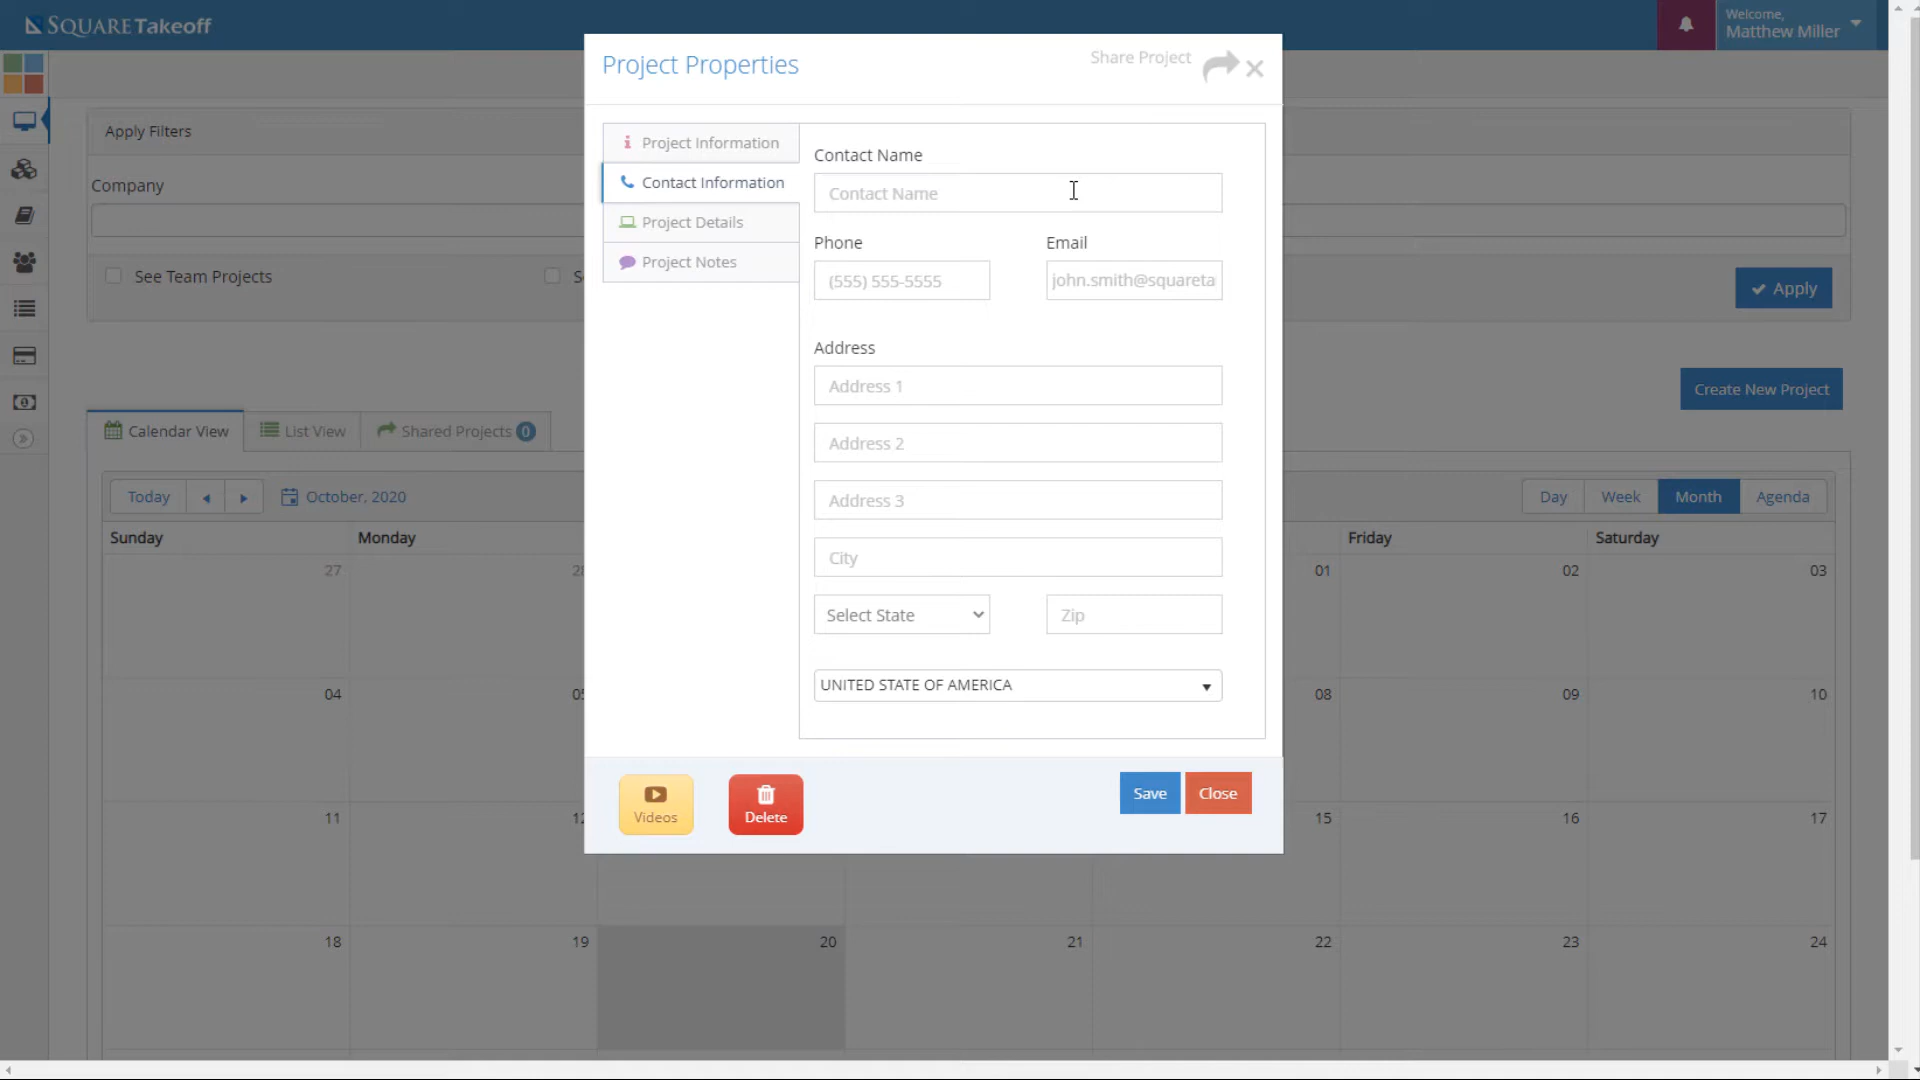 SQUARETakeoff
Welcome,
Matthew Miller
Project Properties
Share Project
Apply Filters
Company
See Team Projects
S
Apply
Project Information
Contact Information
Project Details
Project Notes
Contact Name
Contact Name
Phone
Email
(555) 555-5555
john.smith@squareta
Address
Address 1
Address 2
Address 3
City
Select State
Zip
UNITED STATE OF AMERICA
Videos
Delete
Save
Close
Create New Project
Calendar View
List View
Shared Projects 0
Today
October, 2020
Day
Week
Month
Agenda
Sunday
Monday
Friday
Saturday
27
28
01
02
03
04
05
08
09
10
11
12
15
16
17
18
19
20
21
22
23
24